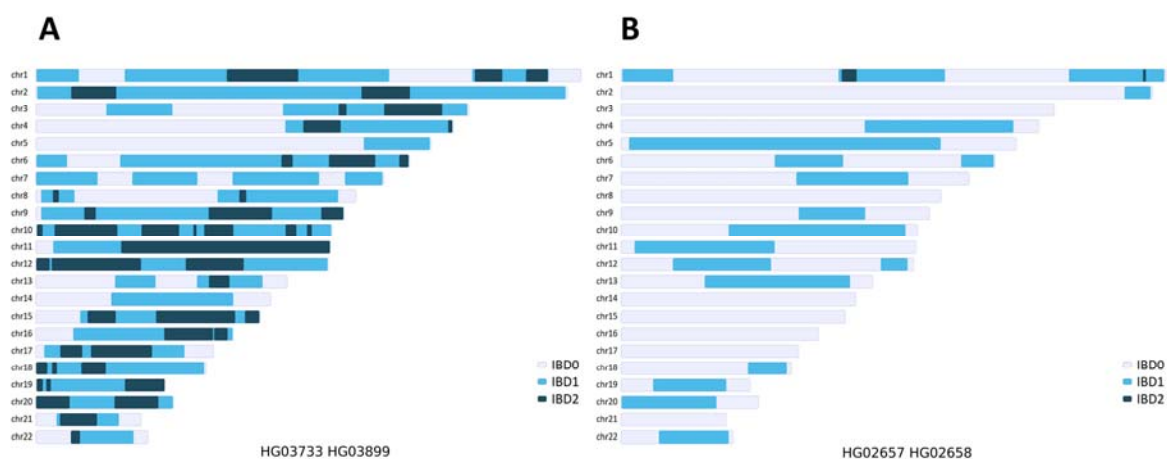 A
chr1
chr2
chr3
chr4
chr5
chr6
chr7
chr8
chr9
chr10
chr11
chr12
chr13
chr14
chr15
chr16
chr17
chr18
chr19
chr20
chr21
chr22
IBD0
IBD1
IBD2
HG03733 HG03899
B
chr1
chr2
chr3
chr4
chr5
chr6
chr7
chr8
chr9
chr10
chr11
chr12
chr13
chr14
chr15
chr16
chr17
chr18
chr19
chr20
chr21
chr22
IBD0
IBD1
IBD2
HG02657 HG02658